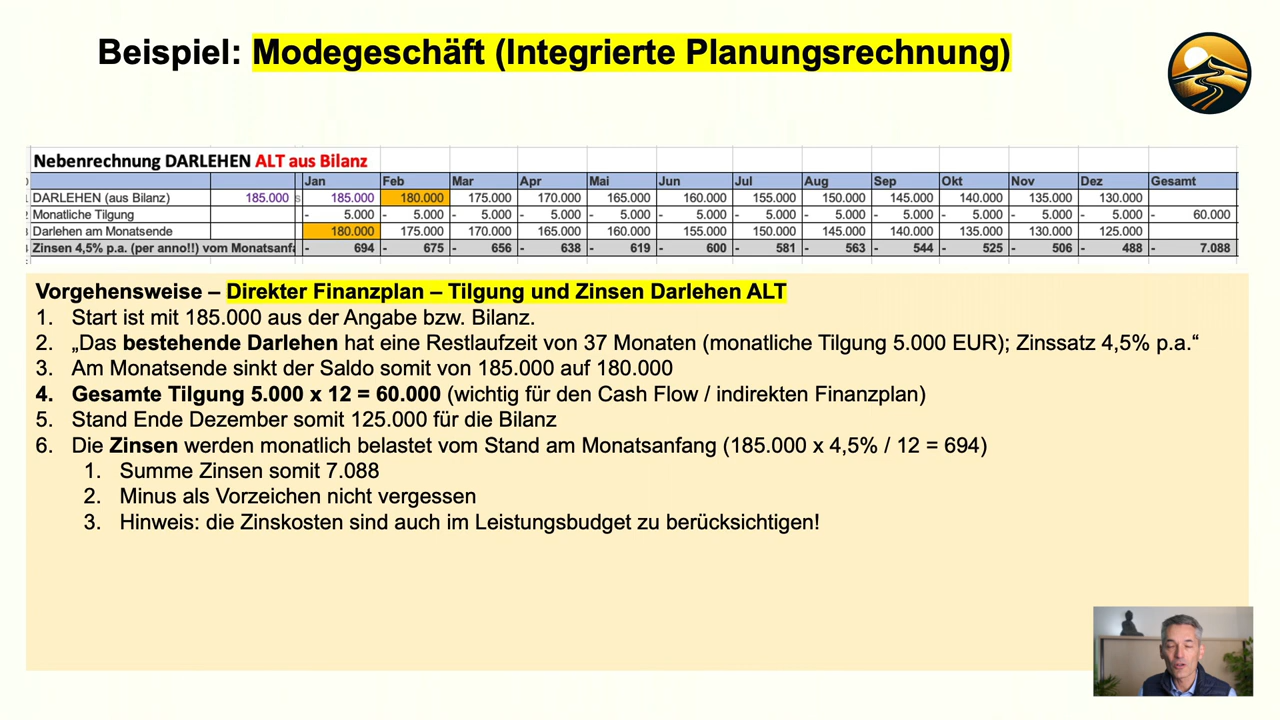 Beispiel: Modegeschäft (Integrierte Planungsrechnung)
Nebenrechnung DARLEHEN ALT aus Bilanz
Jan Feb Mar Apr Mai Jun Jul Aug Sep Okt Nov Dez Gesamt
DARLEHEN (aus Bilanz) 185.000 s 185.000 180.000 175.000 170.000 165.000 160.000 155.000 150.000 145.000 140.000 135.000 130.000
Monatliche Tilgung - 5.000 - 5.000 - 5.000 - 5.000 - 5.000 - 5.000 - 5.000 - 5.000 - 5.000 - 5.000 - 5.000 - 5.000 - 60.000
Darlehen am Monatsende 180.000 175.000 170.000 165.000 160.000 155.000 150.000 145.000 140.000 135.000 130.000 125.000
Zinsen 4,5% p.a. (per anno!!) vom Monatsanfa - 694 - 675 - 656 - 638 - 619 - 600 - 581 - 563 - 544 - 525 - 506 - 488 - 7.088
Vorgehensweise – Direkter Finanzplan – Tilgung und Zinsen Darlehen ALT
1. Start ist mit 185.000 aus der Angabe bzw. Bilanz.
2. „Das bestehende Darlehen hat eine Restlaufzeit von 37 Monaten (monatliche Tilgung 5.000 EUR); Zinssatz 4,5% p.a.“
3. Am Monatsende sinkt der Saldo somit von 185.000 auf 180.000
4. Gesamte Tilgung 5.000 x 12 = 60.000 (wichtig für den Cash Flow / indirekten Finanzplan)
5. Stand Ende Dezember somit 125.000 für die Bilanz
6. Die Zinsen werden monatlich belastet vom Stand am Monatsanfang (185.000 x 4,5% / 12 = 694)
1. Summe Zinsen somit 7.088
2. Minus als Vorzeichen nicht vergessen
3. Hinweis: die Zinskosten sind auch im Leistungsbudget zu berücksichtigen!